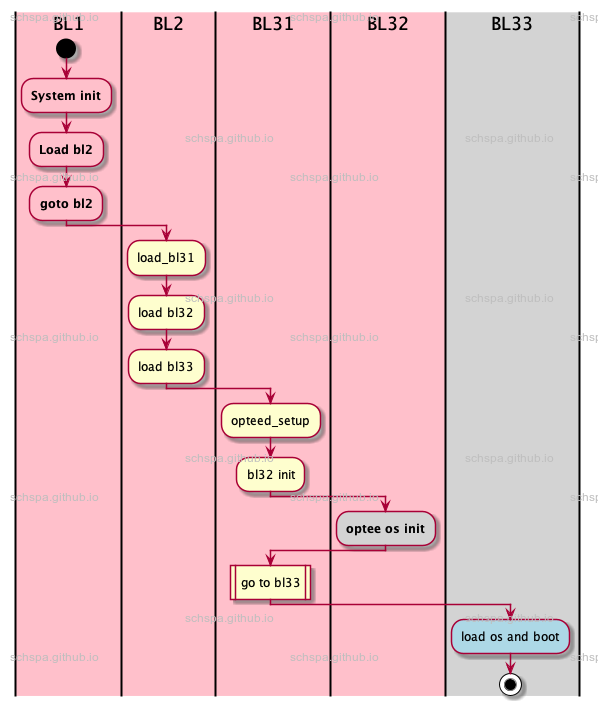 BL1 BL2 BL31 BL32 BL33
schspa.github.io schspa.github.io schspa
System init
Load bl2
schspa.github.io schspa.github.io
schspa.github.io schspa.github.io schspa
goto bl2
load_bl31
schspa.github.io schspa.github.io
load bl32
schspa.github.io schspa.github.io schspa
load bl33
opteed_setup
schspa.github.io schspa.github.io
bl32 init
schspa.github.io schspa.github.io schspa
optee os init
go to bl33
schspa.github.io schspa.github.io
load os and boot
schspa.github.io schspa.github.io schspa